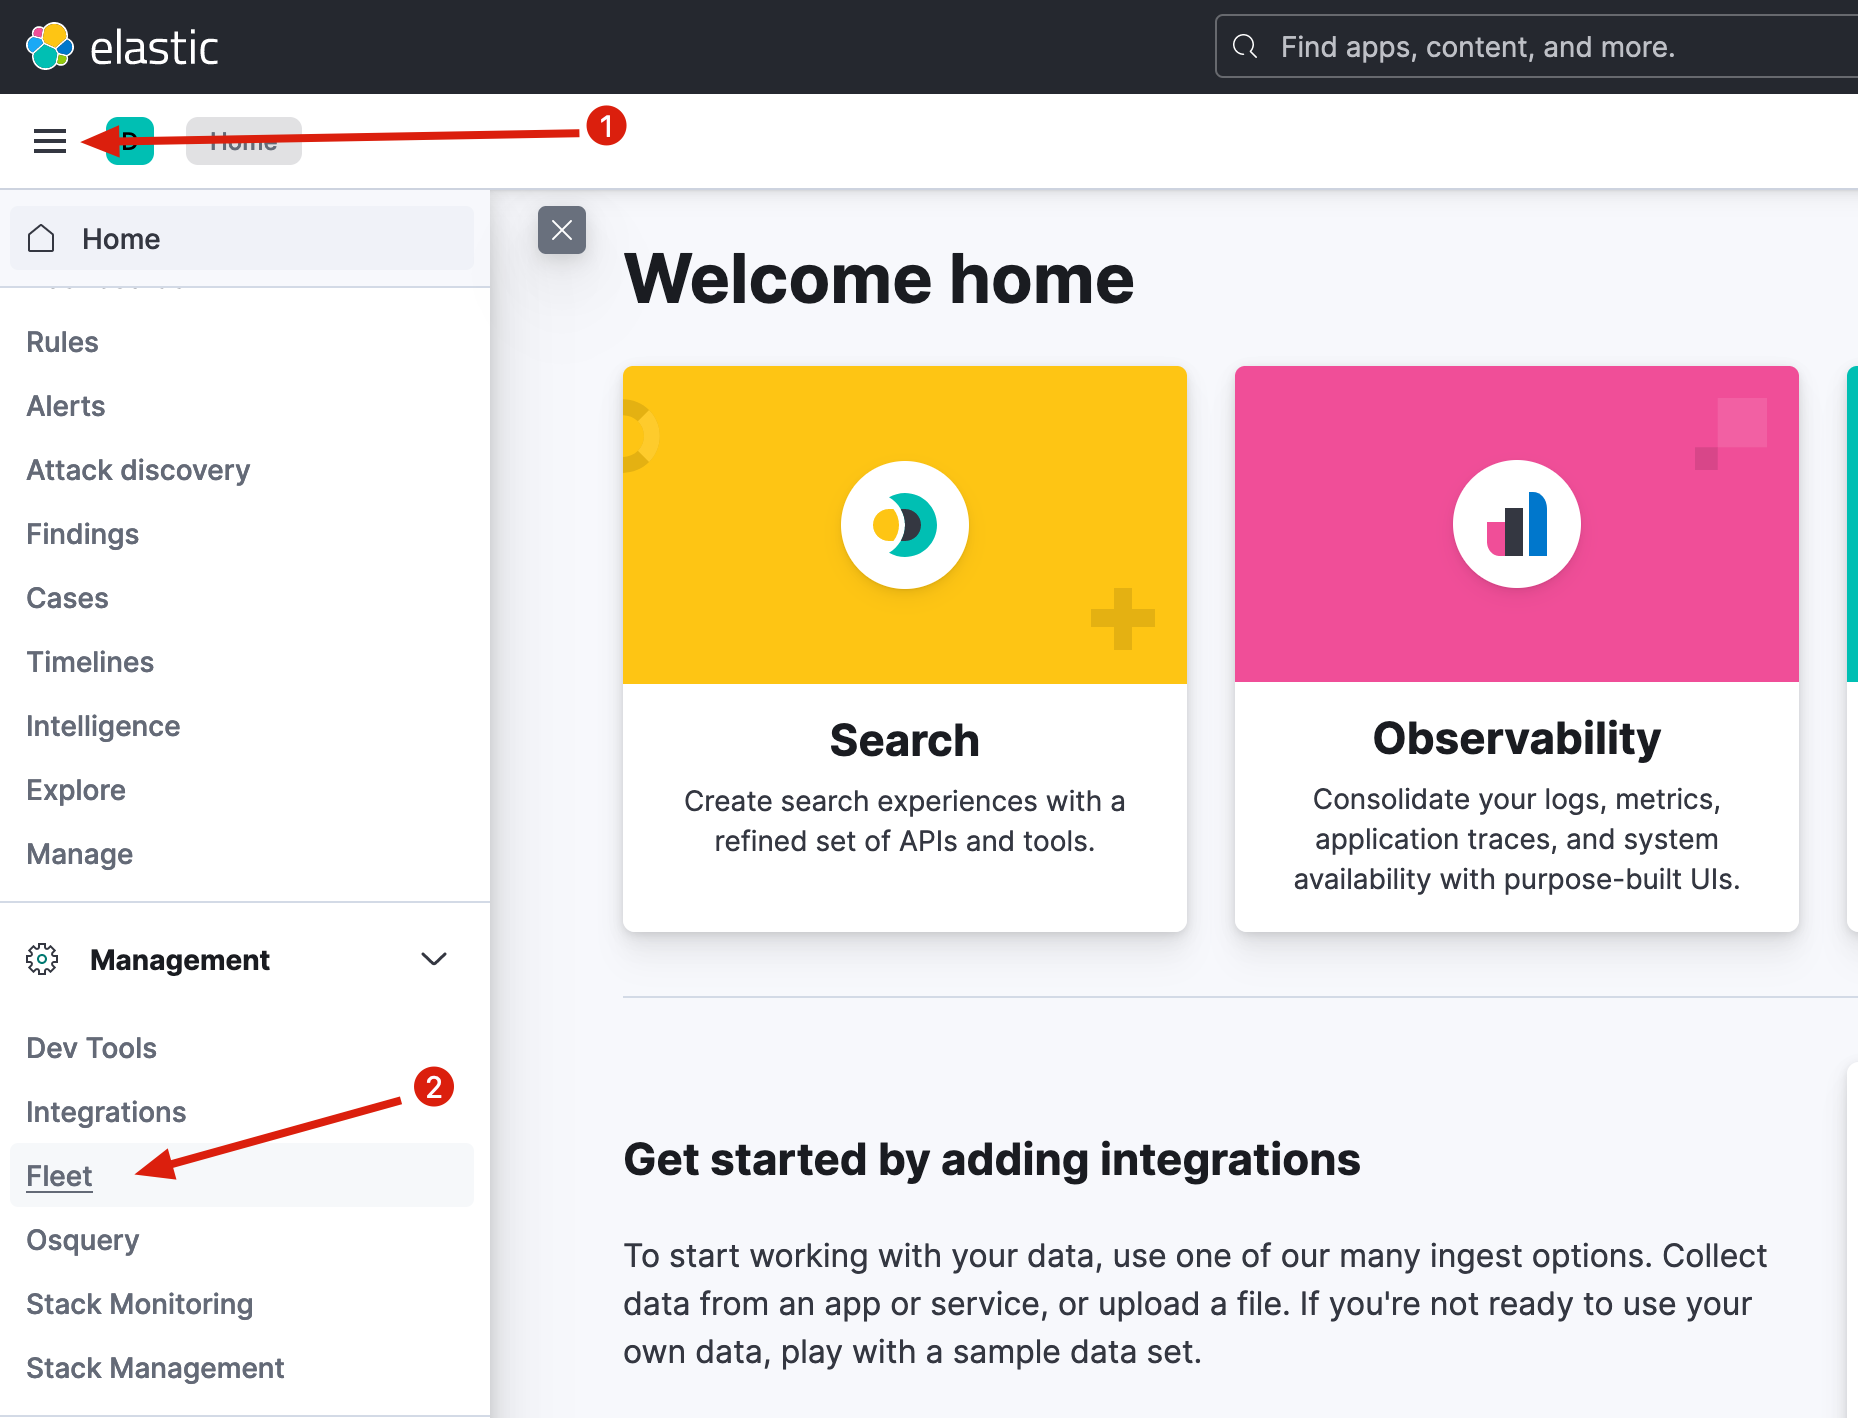 elastic
Find apps, content, and more.
D
Home
1
Home
Rules
Alerts
Attack discovery
Findings
Cases
Timelines
Intelligence
Explore
Manage
Management
Dev Tools
Integrations
2
Fleet
Osquery
Stack Monitoring
Stack Management
Welcome home
Search
Create search experiences with a
refined set of APIs and tools.
Observability
Consolidate your logs, metrics,
application traces, and system
availability with purpose-built UIs.
Get started by adding integrations
To start working with your data, use one of our many ingest options. Collect
data from an app or service, or upload a file. If you're not ready to use your
own data, play with a sample data set.